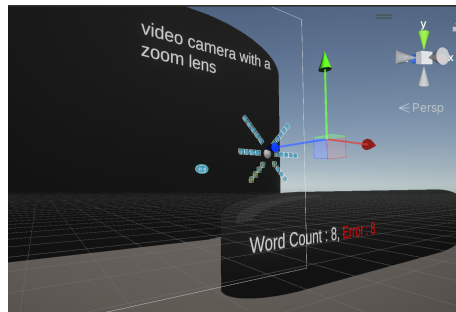 video camera with a
zoom lens
y
x
Persp
Word Count : 8, Error : 8